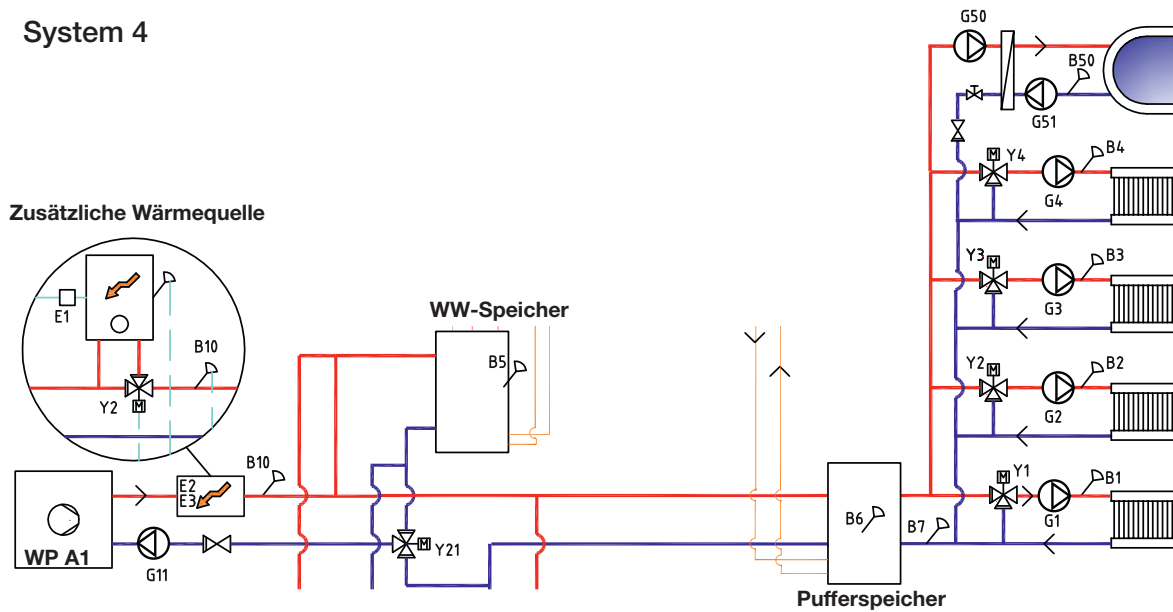 System 4
G50
B50
G51
Y4
B4
G4
Zusätzliche Wärmequelle
E1
B10
Y2
M
WW-Speicher
B5
Y3
M
B3
G3
Y2
M
B2
G2
E2
E3
B10
WP A1
G11
M
Y21
B6
B7
Y1
M
B1
G1
M
Pufferspeicher